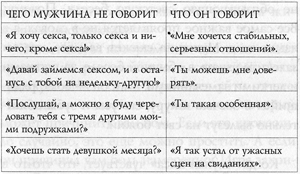 ЧЕГО МУЖЧИНА НЕ ГОВОРИТ
ЧТО ОН ГОВОРИТ
«Я хочу секса, только секса и ни-
чего, кроме секса!»
«Мне хочется стабильных,
серьезных отношений».
«Давай займемся сексом, и я оста-
нусь с тобой на недельку-другую!»
«Ты можешь мне дове-
рять».
«Послушай, а можно я буду чере-
довать тебя с тремя другими мои-
ми подружками?»
«Ты такая особенная».
«Хочешь стать девушкой месяца?»
«Я так устал от ужасных
сцен на свиданиях».